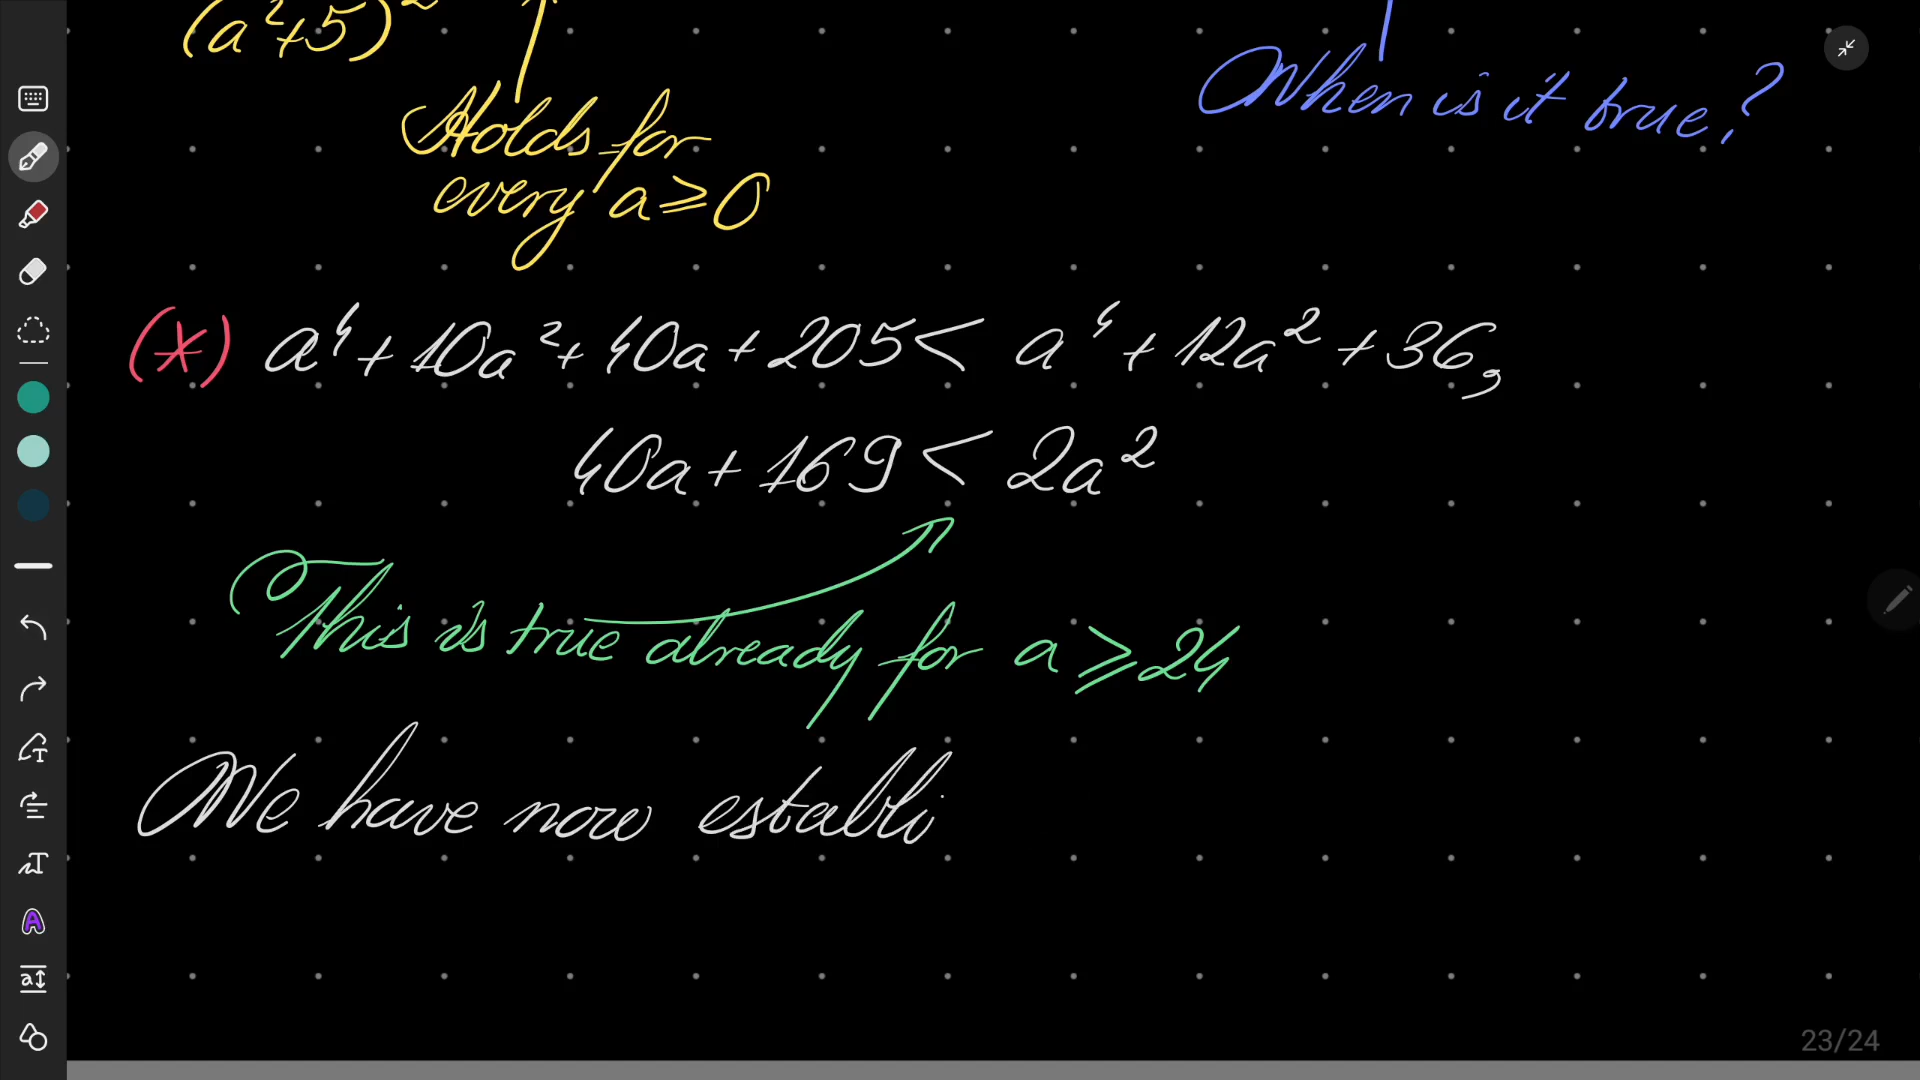 (a²+5)²
When is it true?
Holds for
every a≥0
(*) a⁴+10a²+40a+205< a⁴+12a²+36,
40a+169<2a²
This is true already for a≥24
We have now establi
23/24